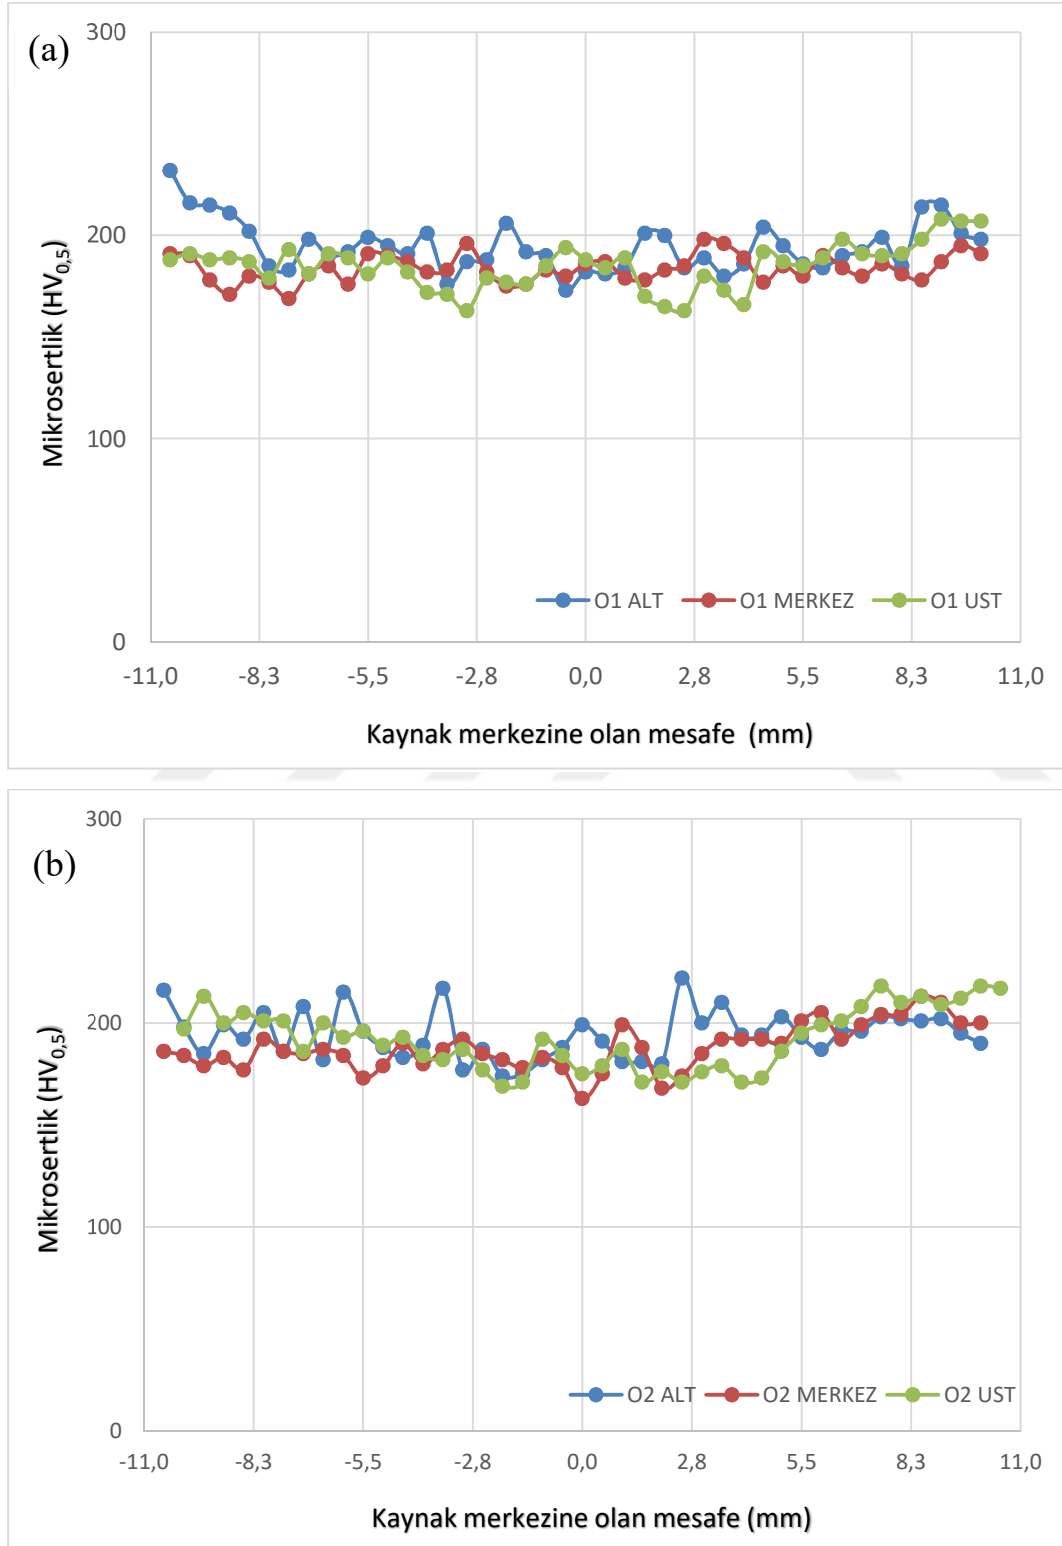 (a)
300
200
100
0
Mikrosertlik (HV0,5)
O1 ALT O1 MERKEZ O1 UST
-11,0 -8,3 -5,5 -2,8 0,0 2,8 5,5 8,3 11,0
Kaynak merkezine olan mesafe (mm)
(b)
300
200
100
0
Mikrosertlik (HV0,5)
O2 ALT O2 MERKEZ O2 UST
-11,0 -8,3 -5,5 -2,8 0,0 2,8 5,5 8,3 11,0
Kaynak merkezine olan mesafe (mm)